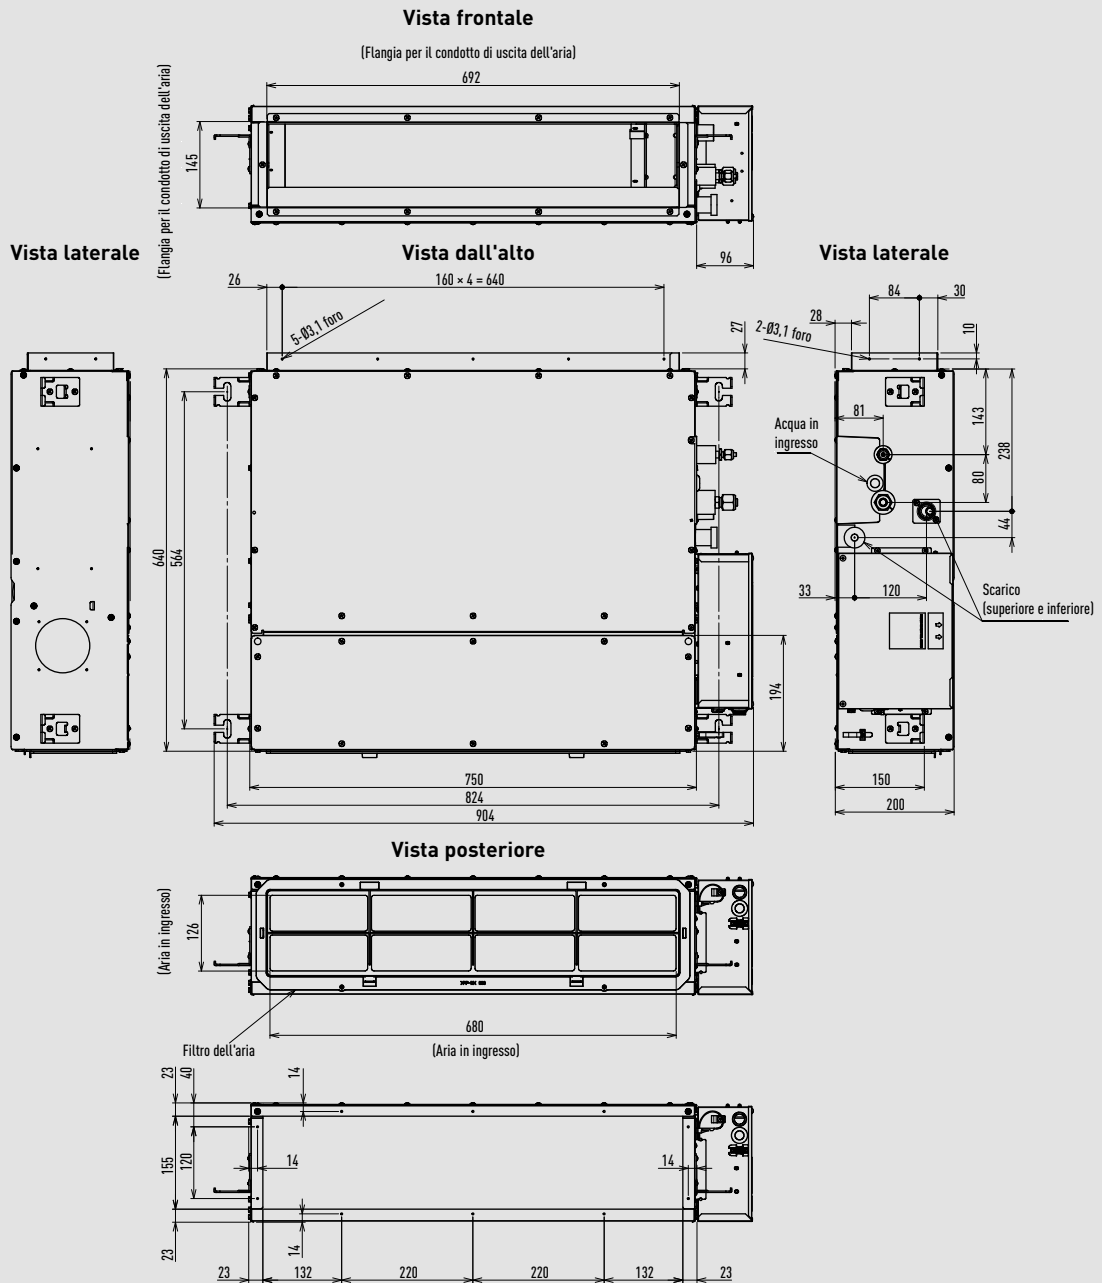 Vista frontale
(Flangia per il condotto di uscita dell'aria)
692
(Flangia per il condotto di uscita dell'aria)
145
96
Vista laterale
Vista dall'alto
Vista laterale
26
160 × 4 = 640
5-Ø3,1 foro
27
640
564
194
750
824
904
84
30
28
2-Ø3,1 foro
10
81
143
238
Acqua in
ingresso
80
44
33
120
Scarico
(superiore e inferiore)
150
200
Vista posteriore
(Aria in ingresso)
126
680
Filtro dell'aria
(Aria in ingresso)
23
40
14
155
120
14
14
23
14
23
132
220
220
132
23